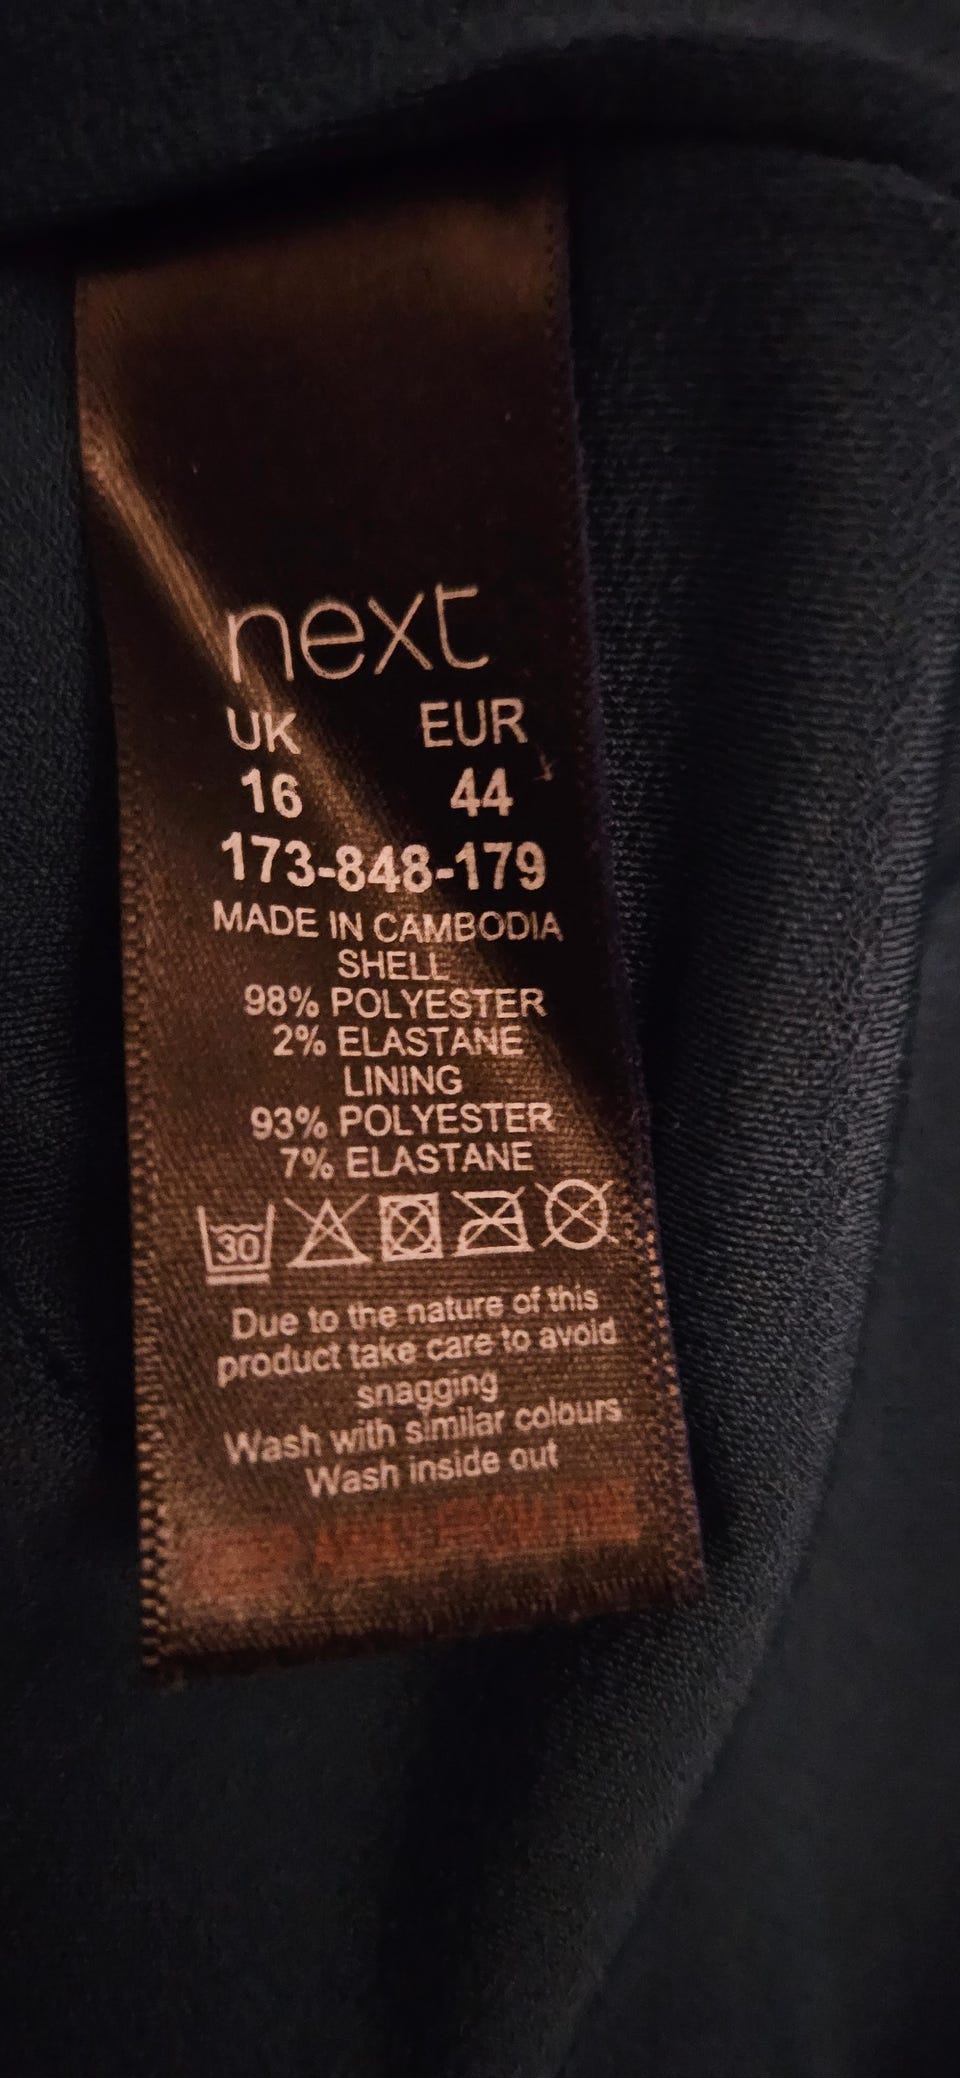 next
UK EUR
16 44
173-848-179
MADE IN CAMBODIA
SHELL
98% POLYESTER
2% ELASTANE
LINING
93% POLYESTER
7% ELASTANE
30
Due to the nature of this
product take care to avoid
snagging
Wash with similar colours
Wash inside out